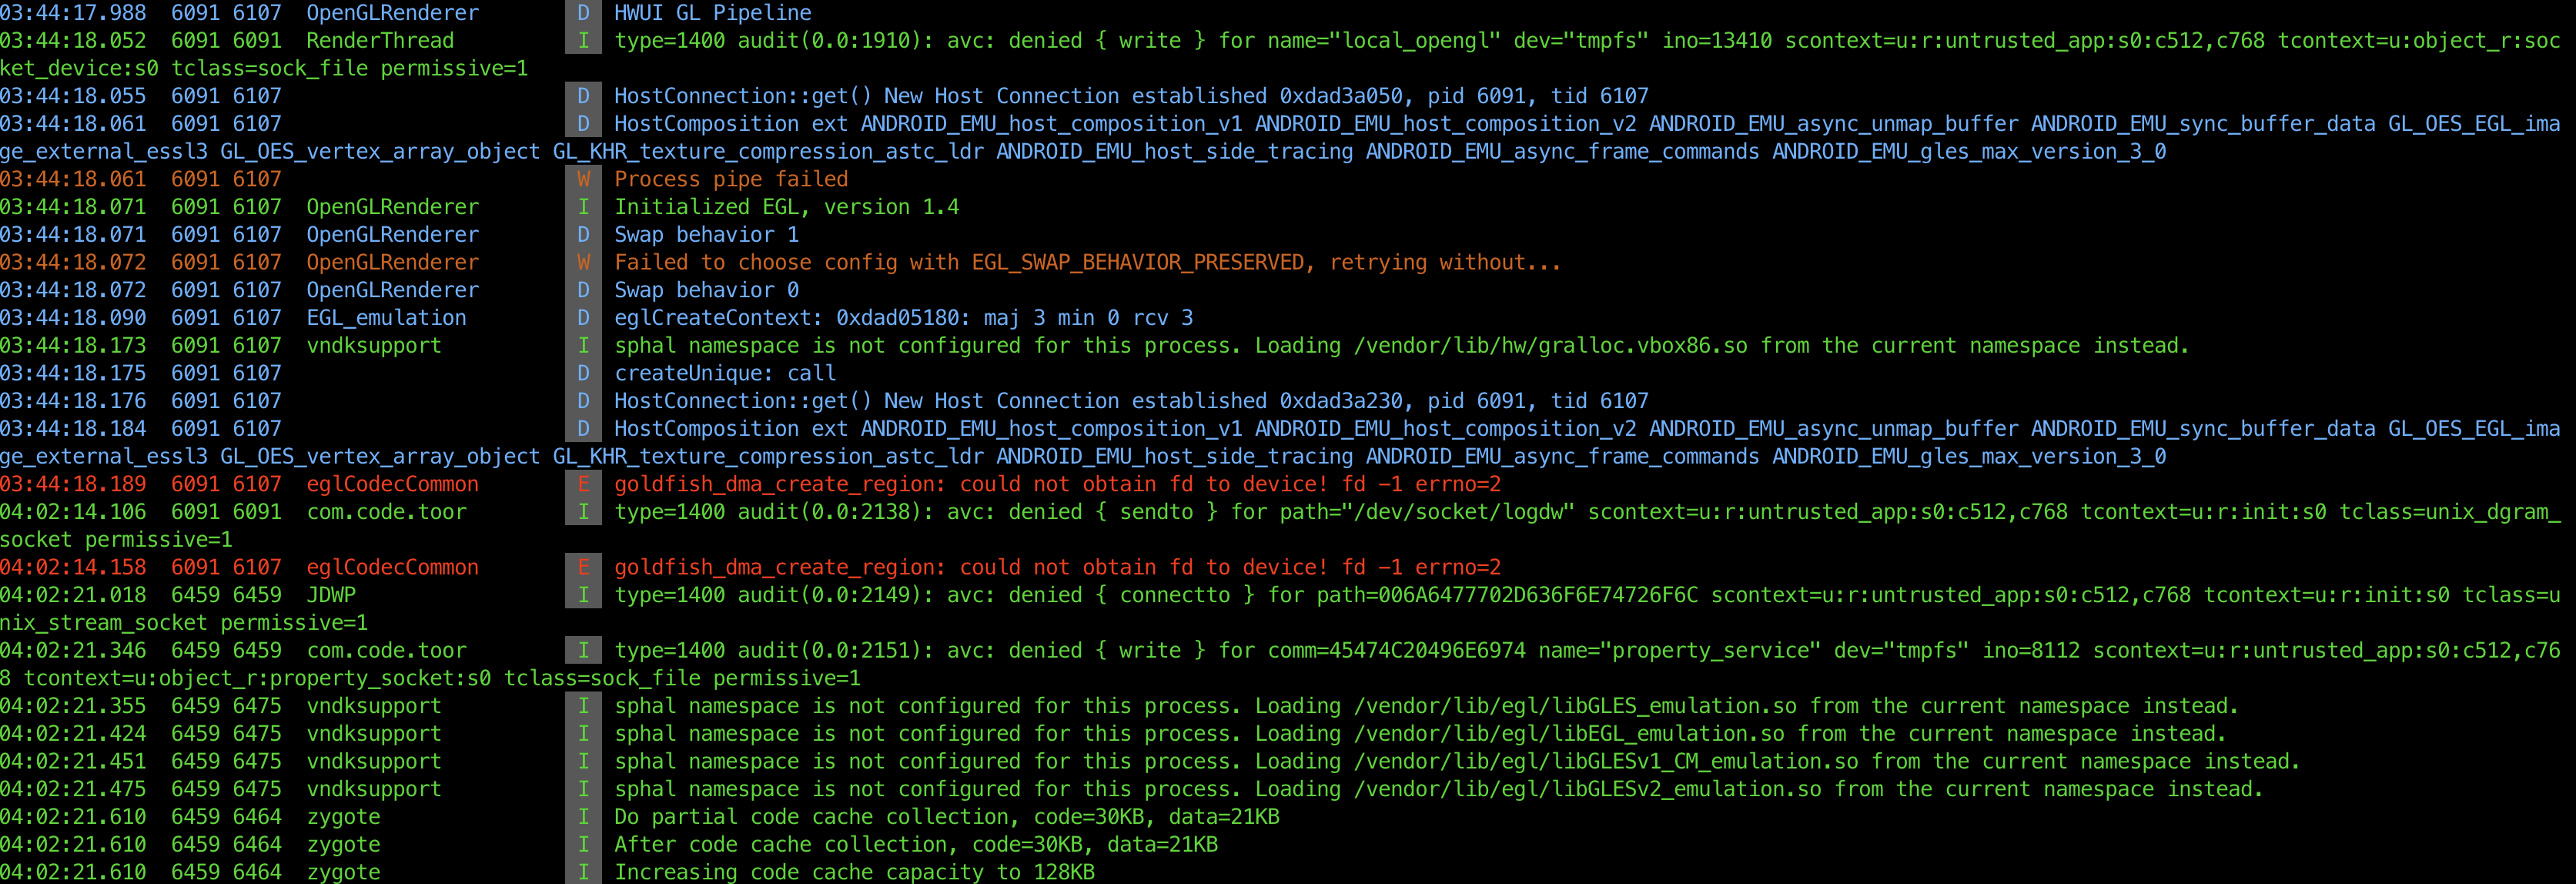 03:44:17.988  6091 6107  OpenGLRenderer       D  HWUI GL Pipeline
03:44:18.052  6091 6091  RenderThread         I  type=1400 audit(0.0:1910): avc: denied { write } for name="local_opengl" dev="tmpfs" ino=13410 scontext=u:r:untrusted_app:s0:c512,c768 tcontext=u:object_r:soc
ket_device:s0 tclass=sock_file permissive=1
03:44:18.055  6091 6107                       D  HostConnection::get() New Host Connection established 0xdad3a050, pid 6091, tid 6107
03:44:18.061  6091 6107                       D  HostComposition ext ANDROID_EMU_host_composition_v1 ANDROID_EMU_host_composition_v2 ANDROID_EMU_async_unmap_buffer ANDROID_EMU_sync_buffer_data GL_OES_EGL_ima
ge_external_essl3 GL_OES_vertex_array_object GL_KHR_texture_compression_astc_ldr ANDROID_EMU_host_side_tracing ANDROID_EMU_async_frame_commands ANDROID_EMU_gles_max_version_3_0
03:44:18.061  6091 6107                       W  Process pipe failed
03:44:18.071  6091 6107  OpenGLRenderer       I  Initialized EGL, version 1.4
03:44:18.071  6091 6107  OpenGLRenderer       D  Swap behavior 1
03:44:18.072  6091 6107  OpenGLRenderer       W  Failed to choose config with EGL_SWAP_BEHAVIOR_PRESERVED, retrying without...
03:44:18.072  6091 6107  OpenGLRenderer       D  Swap behavior 0
03:44:18.090  6091 6107  EGL_emulation        D  eglCreateContext: 0xdad05180: maj 3 min 0 rcv 3
03:44:18.173  6091 6107  vndksupport          I  sphal namespace is not configured for this process. Loading /vendor/lib/hw/gralloc.vbox86.so from the current namespace instead.
03:44:18.175  6091 6107                       D  createUnique: call
03:44:18.176  6091 6107                       D  HostConnection::get() New Host Connection established 0xdad3a230, pid 6091, tid 6107
03:44:18.184  6091 6107                       D  HostComposition ext ANDROID_EMU_host_composition_v1 ANDROID_EMU_host_composition_v2 ANDROID_EMU_async_unmap_buffer ANDROID_EMU_sync_buffer_data GL_OES_EGL_ima
ge_external_essl3 GL_OES_vertex_array_object GL_KHR_texture_compression_astc_ldr ANDROID_EMU_host_side_tracing ANDROID_EMU_async_frame_commands ANDROID_EMU_gles_max_version_3_0
03:44:18.189  6091 6107  eglCodecCommon       E  goldfish_dma_create_region: could not obtain fd to device! fd -1 errno=2
04:02:14.106  6091 6091  com.code.toor        I  type=1400 audit(0.0:2138): avc: denied { sendto } for path="/dev/socket/logdw" scontext=u:r:untrusted_app:s0:c512,c768 tcontext=u:r:init:s0 tclass=unix_dgram_
socket permissive=1
04:02:14.158  6091 6107  eglCodecCommon       E  goldfish_dma_create_region: could not obtain fd to device! fd -1 errno=2
04:02:21.018  6459 6459  JDWP                 I  type=1400 audit(0.0:2149): avc: denied { connectto } for path=006A6477702D636F6E74726F6C scontext=u:r:untrusted_app:s0:c512,c768 tcontext=u:r:init:s0 tclass=u
nix_stream_socket permissive=1
04:02:21.346  6459 6459  com.code.toor        I  type=1400 audit(0.0:2151): avc: denied { write } for comm=45474C20496E6974 name="property_service" dev="tmpfs" ino=8112 scontext=u:r:untrusted_app:s0:c512,c76
8 tcontext=u:object_r:property_socket:s0 tclass=sock_file permissive=1
04:02:21.355  6459 6475  vndksupport          I  sphal namespace is not configured for this process. Loading /vendor/lib/egl/libGLES_emulation.so from the current namespace instead.
04:02:21.424  6459 6475  vndksupport          I  sphal namespace is not configured for this process. Loading /vendor/lib/egl/libEGL_emulation.so from the current namespace instead.
04:02:21.451  6459 6475  vndksupport          I  sphal namespace is not configured for this process. Loading /vendor/lib/egl/libGLESv1_CM_emulation.so from the current namespace instead.
04:02:21.475  6459 6475  vndksupport          I  sphal namespace is not configured for this process. Loading /vendor/lib/egl/libGLESv2_emulation.so from the current namespace instead.
04:02:21.610  6459 6464  zygote               I  Do partial code cache collection, code=30KB, data=21KB
04:02:21.610  6459 6464  zygote               I  After code cache collection, code=30KB, data=21KB
04:02:21.610  6459 6464  zygote               I  Increasing code cache capacity to 128KB